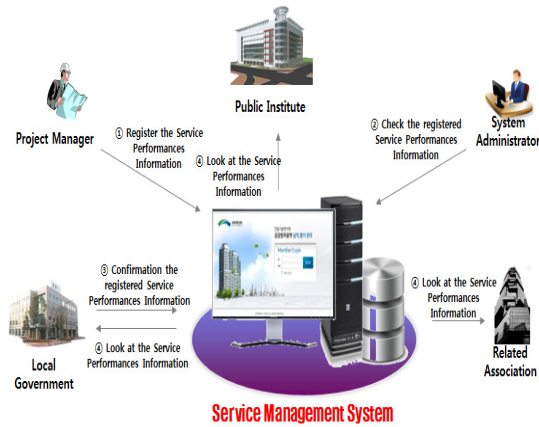 Public Institute
Project Manager
System
Administrator
① Register the Service
Performances
Information
④ Look at the Service
Performances
Information
② Check the registered
Service Performances
Information
③ Confirmation the
registered Service
Performances Information
④ Look at the Service
Performances Information
Local
Government
Member Login
④ Look at the Service
Performances
Information
Related
Association
Service Management System